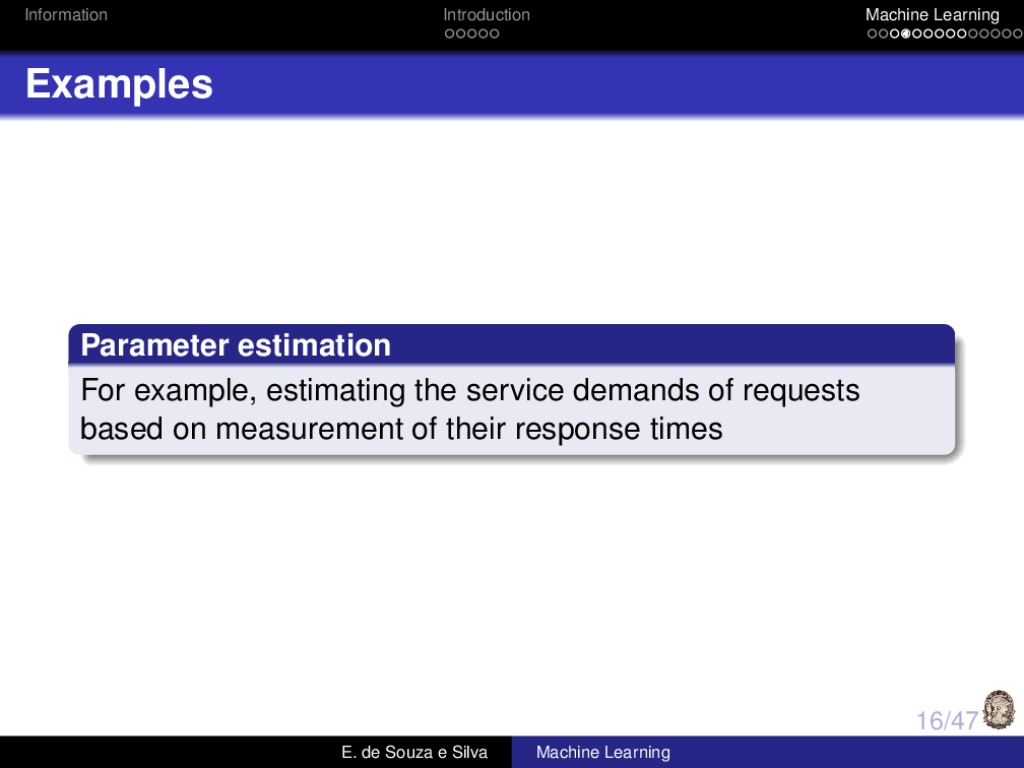 Information
Introduction
Machine Learning
Examples
Parameter estimation
For example, estimating the service demands of requests
based on measurement of their response times
16/47
E. de Souza e Silva
Machine Learning